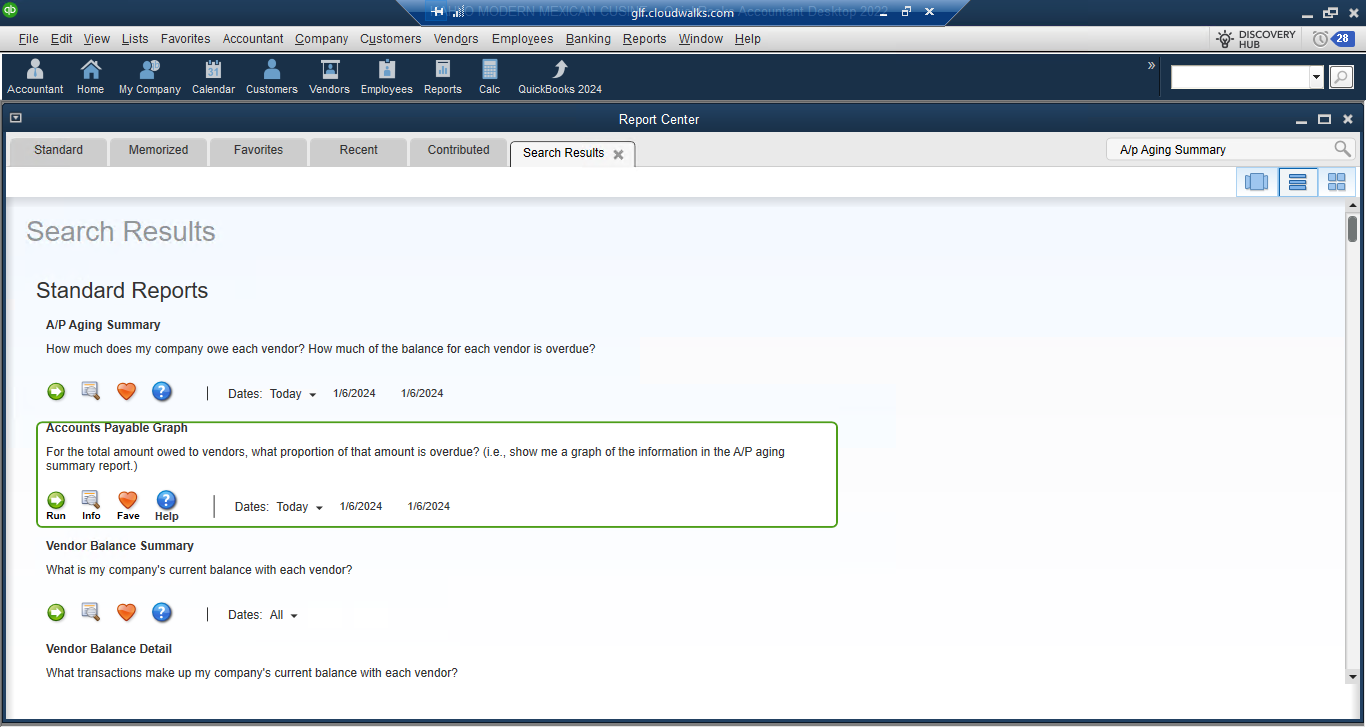 qb
O MODERN MEXICAN CUSI
glf.cloudwalks.com
Accountant Desktop 202
File Edit View Lists Favorites Accountant Company Customers Vendors Employees Banking Reports Window Help
DISCOVERY
HUB
28
31
Accountant Home My Company Calendar Customers Vendors Employees Reports Calc QuickBooks 2024
»
Report Center
Standard Memorized Favorites Recent Contributed Search Results
A/p Aging Summary
Search Results
Standard Reports
A/P Aging Summary
How much does my company owe each vendor? How much of the balance for each vendor is overdue?
? Dates: Today 1/6/2024 1/6/2024
Accounts Payable Graph
For the total amount owed to vendors, what proportion of that amount is overdue? (i.e., show me a graph of the information in the A/P aging
summary report.)
? Dates: Today 1/6/2024 1/6/2024
Run Info Fave Help
Vendor Balance Summary
What is my company's current balance with each vendor?
? Dates: All
Vendor Balance Detail
What transactions make up my company's current balance with each vendor?